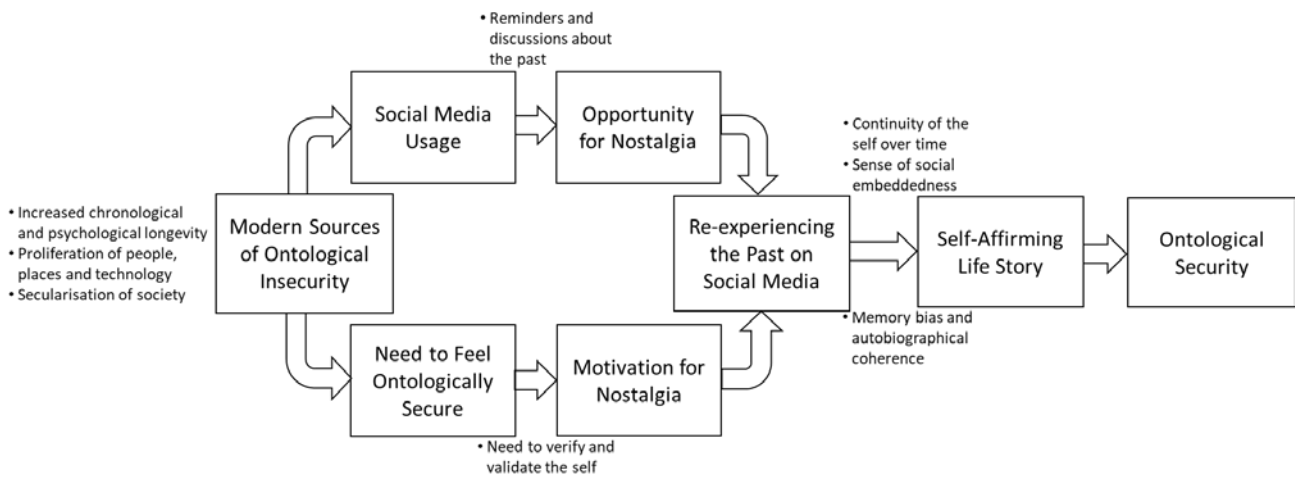 • Reminders and
discussions about
the past
Social Media
Usage
Opportunity
for Nostalgia
• Increased chronological
and psychological longevity
• Proliferation of people,
places and technology
• Secularisation of society
Modern Sources
of Ontological
Insecurity
Need to Feel
Ontologically
Secure
• Need to verify and
validate the self
Motivation for
Nostalgia
Re-experiencing
the Past on
Social Media
• Continuity of the
self over time
• Sense of social
embeddedness
• Memory bias and
autobiographical
coherence
Self-Affirming
Life Story
Ontological
Security